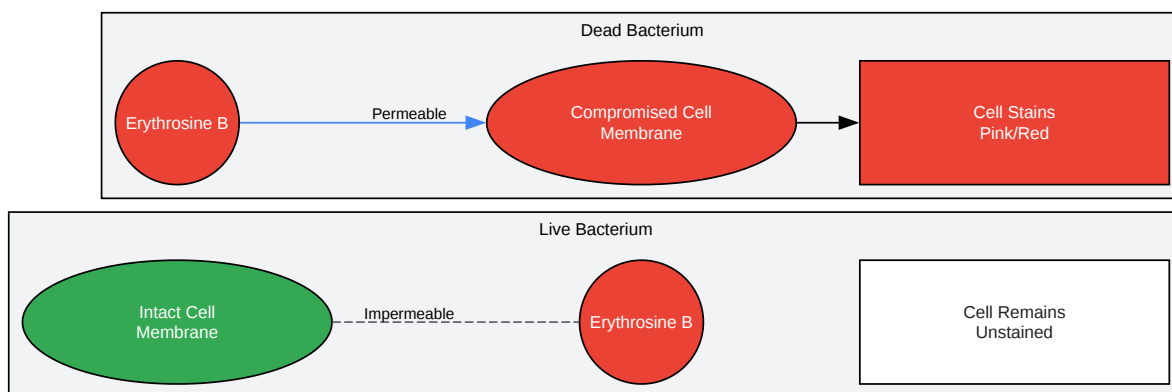 Dead Bacterium
Erythrosine B
Permeable
Compromised Cell
Membrane
Cell Stains
Pink/Red
Live Bacterium
Intact Cell
Membrane
Impermeable
Erythrosine B
Cell Remains
Unstained